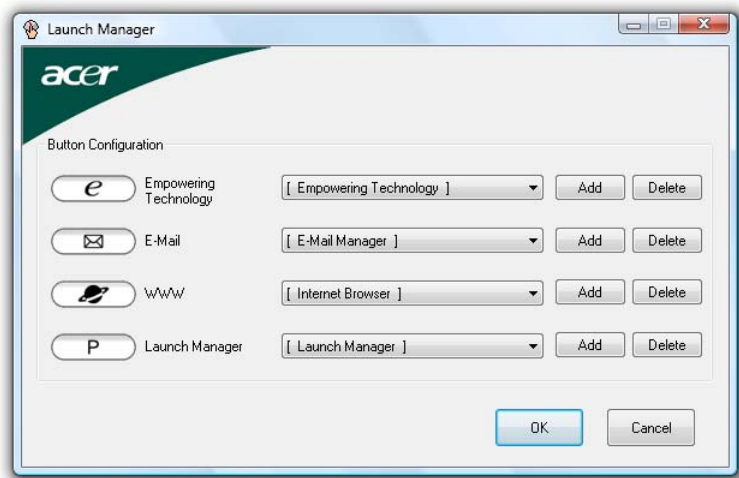 Launch Manager
acer
Button Configuration
e Empowering Technology [ Empowering Technology ] Add Delete
E-Mail [ E-Mail Manager ] Add Delete
WWW [ Internet Browser ] Add Delete
P Launch Manager [ Launch Manager ] Add Delete
OK Cancel